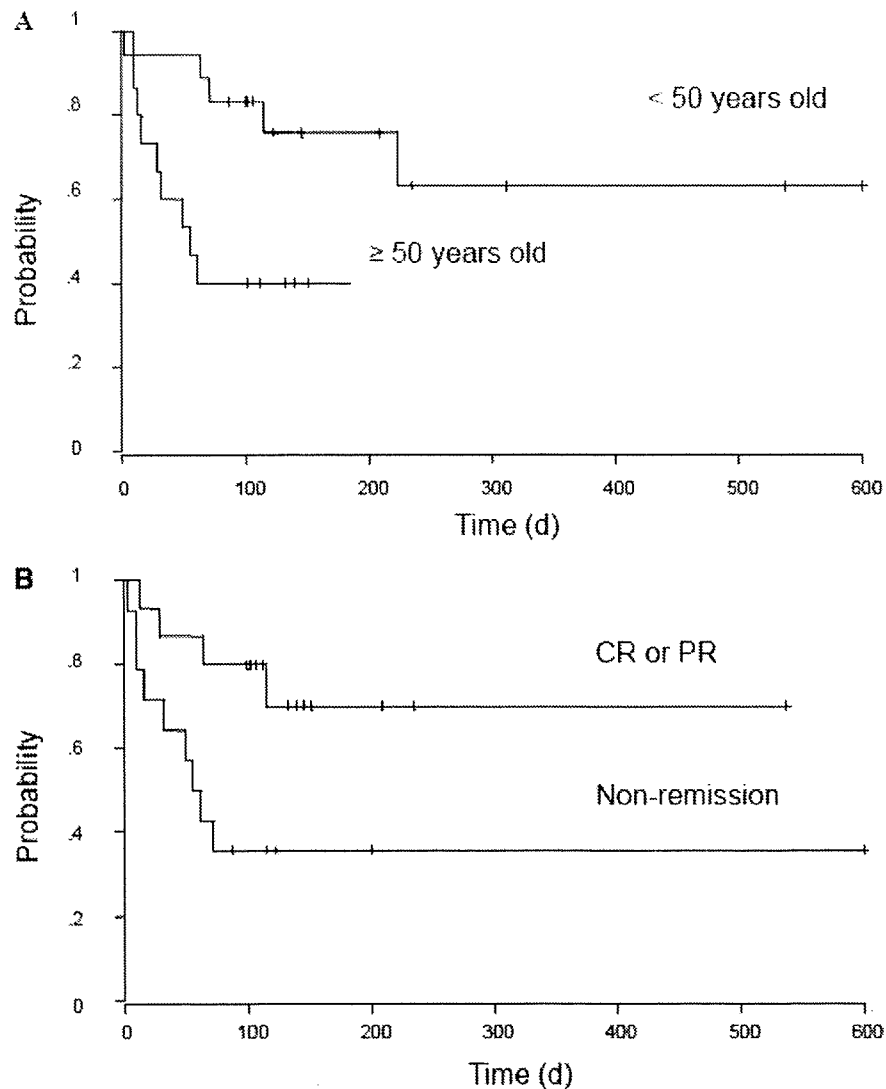 A
1
.8
.6
.4
.2
0
Probability
< 50 years old
≥ 50 years old
0 100 200 300 400 500 600
Time (d)
B
1
.8
.6
.4
.2
0
Probability
CR or PR
Non-remission
0 100 200 300 400 500 600
Time (d)